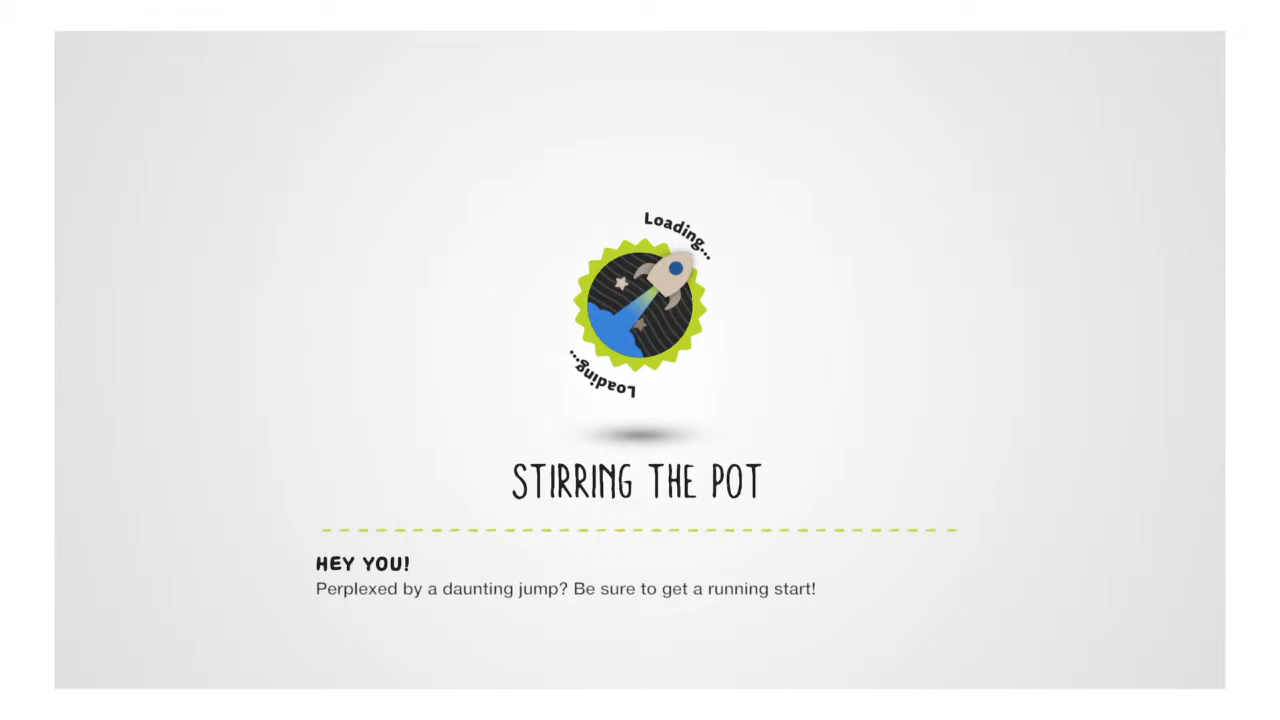 Loading...
Loading...
STIRRING THE POT
HEY YOU!
Perplexed by a daunting jump? Be sure to get a running start!